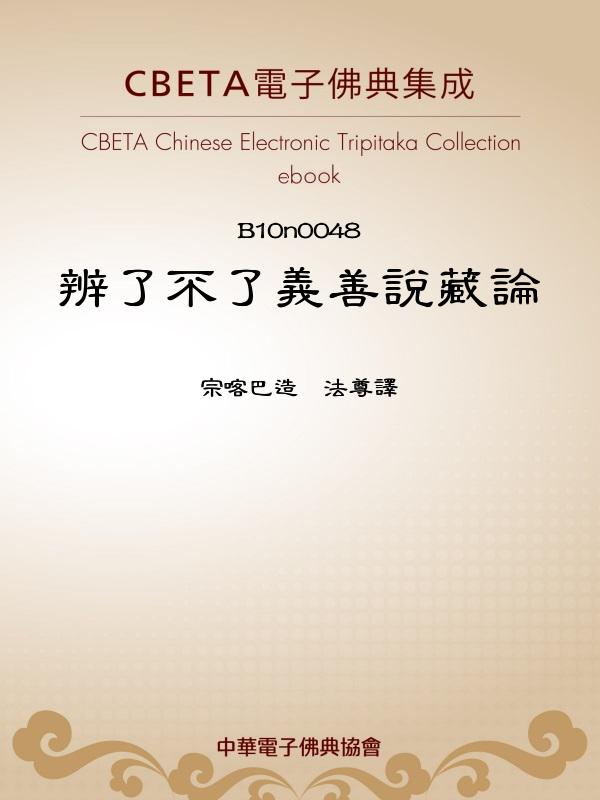 CBETA電子佛典集成
CBETA Chinese Electronic Tripitaka Collection
ebook
B10n0048
辨了不了義善說藏論
宗喀巴造　法尊譯
中華電子佛典協會